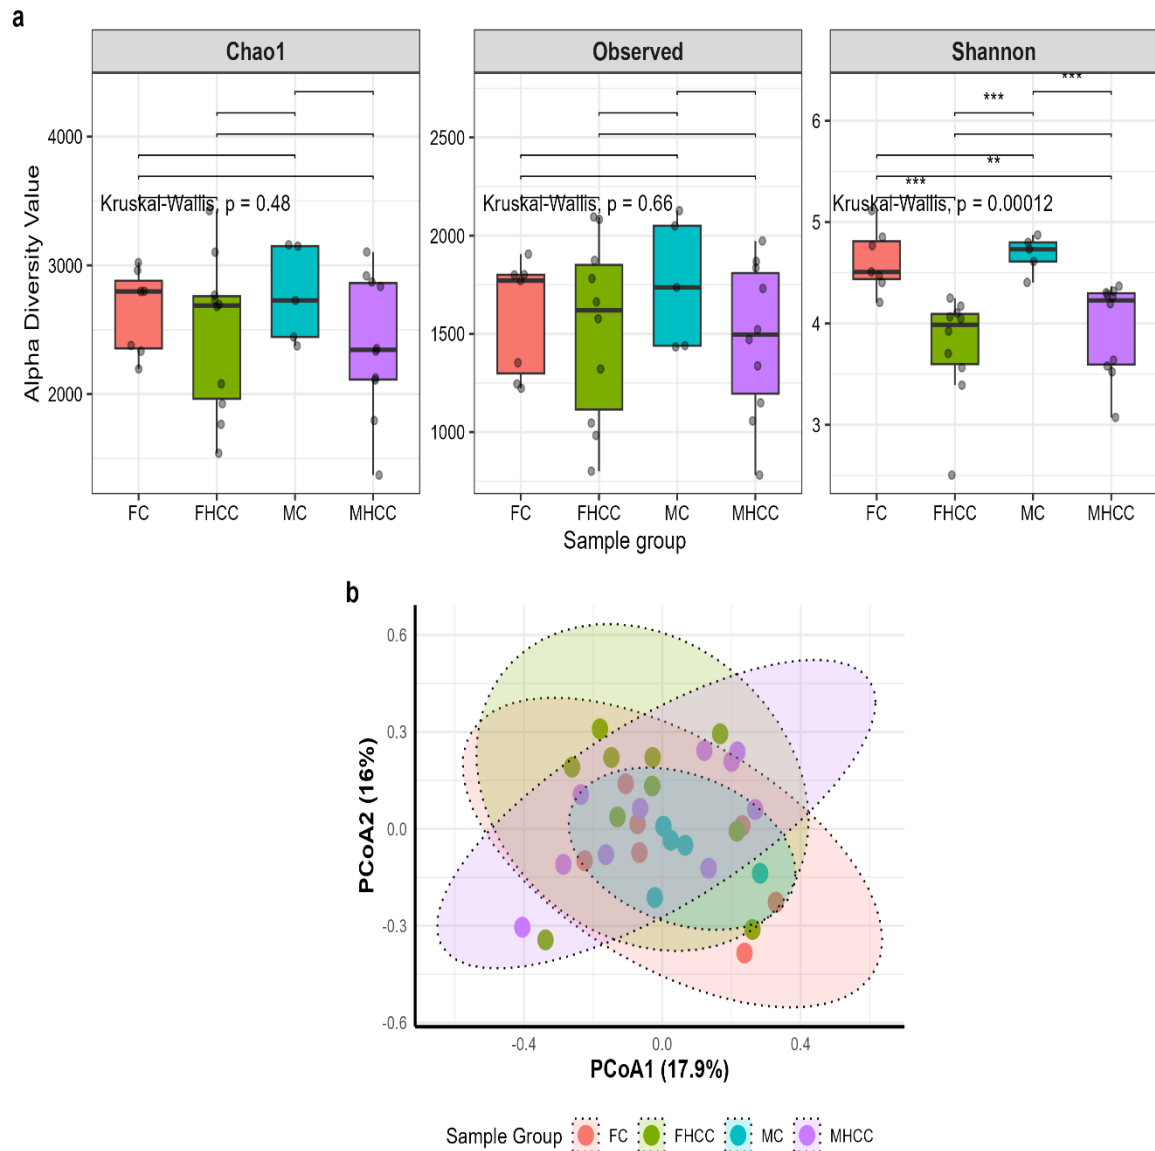 a
Chao1
Observed
Shannon
Alpha Diversity Value
4000
3000
2000
Kruskal-Wallis, p = 0.48
FC FHCC MC MHCC
2500
2000
1500
1000
Kruskal-Wallis, p = 0.66
FC FHCC MC MHCC
6
5
4
3
***
***
**
***
Kruskal-Wallis, p = 0.00012
FC FHCC MC MHCC
Sample group
b
PCoA2 (16%)
0.6
0.3
0.0
-0.3
-0.6
-0.4 0.0 0.4
PCoA1 (17.9%)
Sample Group FC FHCC MC MHCC